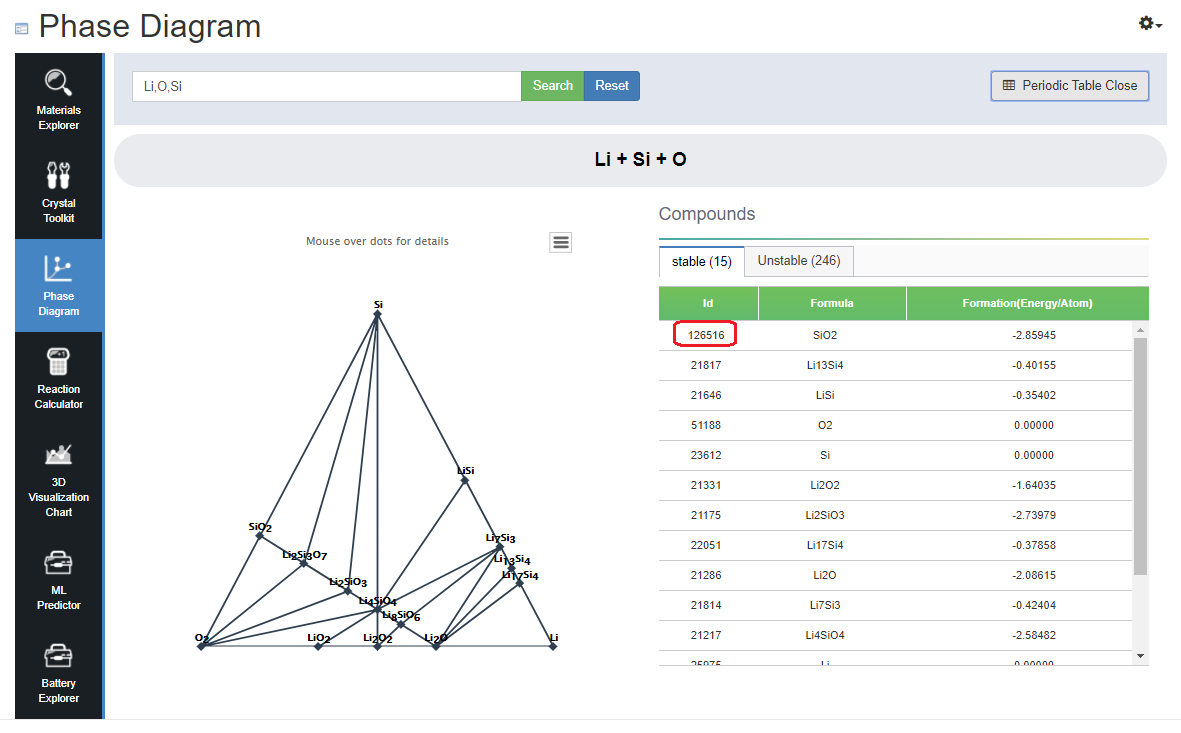 Phase Diagram
Materials
Explorer
Crystal
Toolkit
Phase
Diagram
Reaction
Calculator
3D
Visualization
Chart
ML
Predictor
Battery
Explorer
Li,O,Si
Search
Reset
Periodic Table Close
Li + Si + O
Mouse over dots for details
Si
LiSi
SiO2
Li7Si3
Li2Si3O7
Li13Si4
Li17Si4
Li2SiO3
Li4SiO4
Li8SiO6
O2
LiO2
Li2O2
Li2O
Li
Compounds
stable (15)
Unstable (246)
Id Formula Formation(Energy/Atom)
126516 SiO2 -2.85945
21817 Li13Si4 -0.40155
21646 LiSi -0.35402
51188 O2 0.00000
23612 Si 0.00000
21331 Li2O2 -1.64035
21175 Li2SiO3 -2.73979
22051 Li17Si4 -0.37858
21286 Li2O -2.08615
21814 Li7Si3 -0.42404
21217 Li4SiO4 -2.58482
Li 0.00000